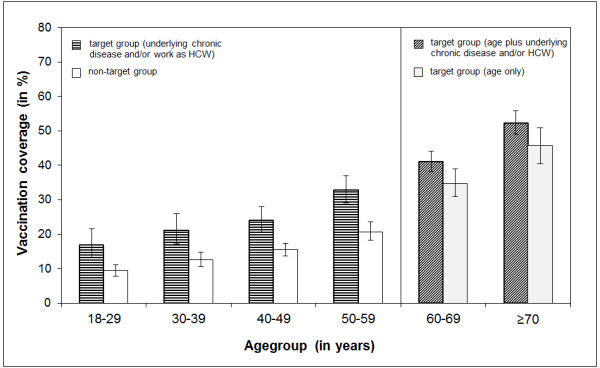 target group (underlying chronic
disease and/or work as HCW)
non-target group
target group (age plus underlying
chronic disease and/or HCW)
target group (age only)
Vaccination coverage (in %)
80
70
60
50
40
30
20
10
0
18-29
30-39
40-49
50-59
60-69
≥70
Agegroup (in years)